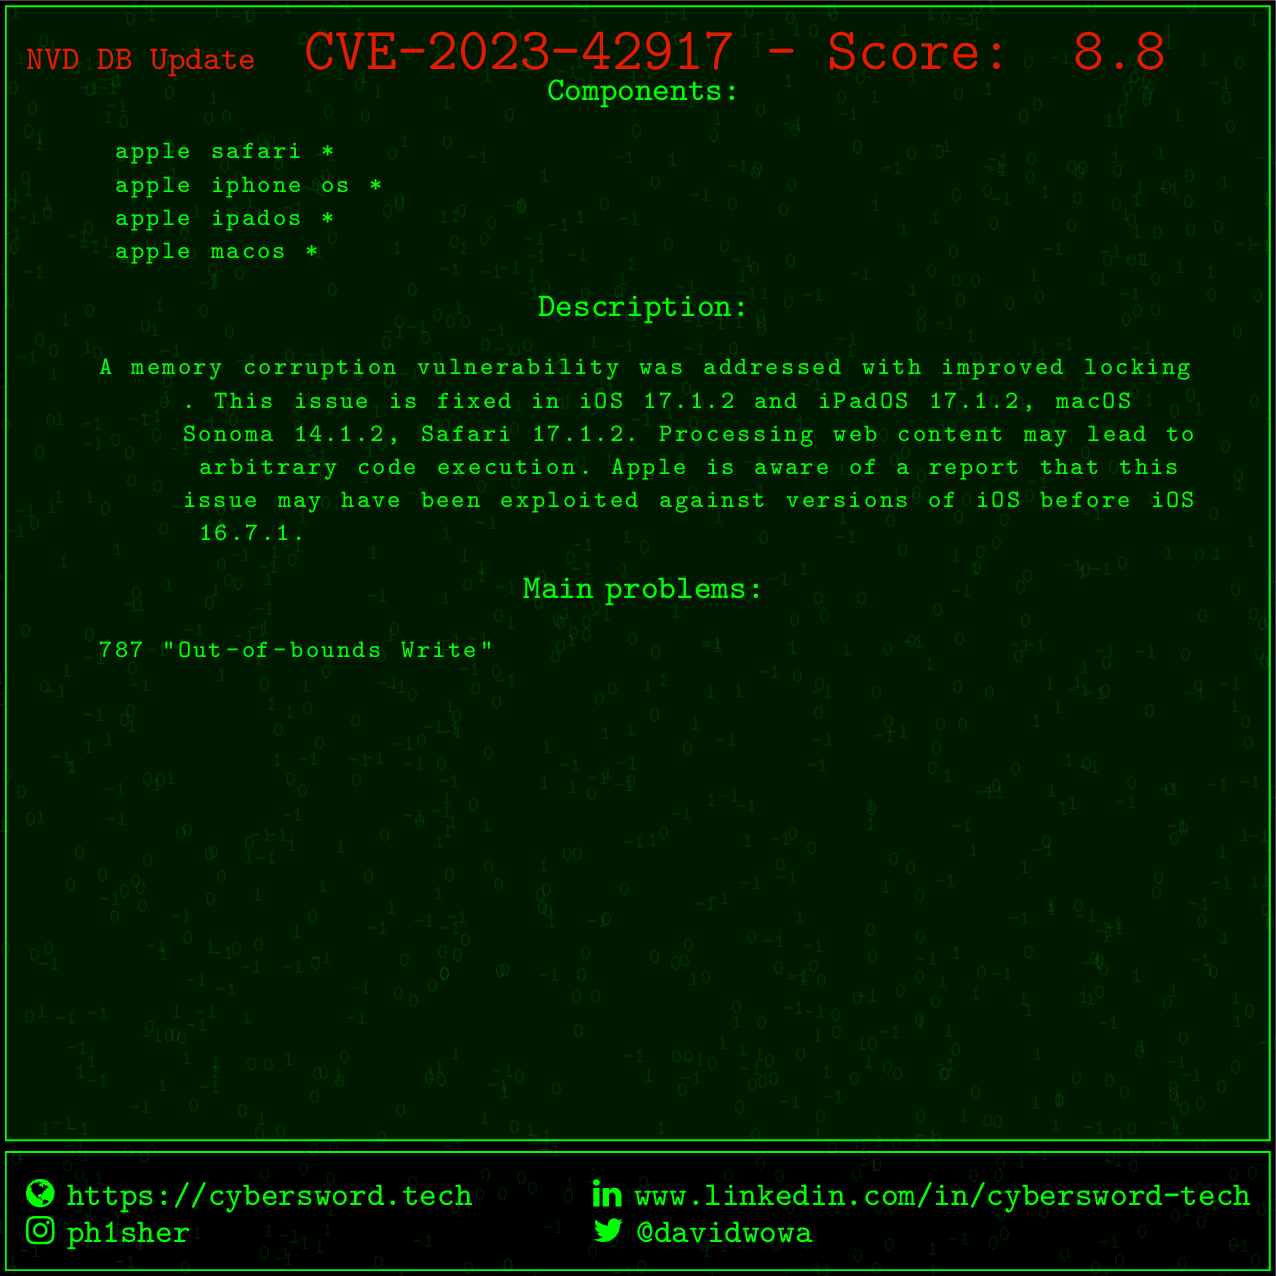 NVD DB Update CVE-2023-42917 - Score: 8.8
Components:
apple safari *
apple iphone os *
apple ipados *
apple macos *
Description:
A memory corruption vulnerability was addressed with improved locking
. This issue is fixed in iOS 17.1.2 and iPadOS 17.1.2, macOS
Sonoma 14.1.2, Safari 17.1.2. Processing web content may lead to
arbitrary code execution. Apple is aware of a report that this
issue may have been exploited against versions of iOS before iOS
16.7.1.
Main problems:
787 "Out-of-bounds Write"
https://cybersword.tech
www.linkedin.com/in/cybersword-tech
ph1sher
@davidwowa